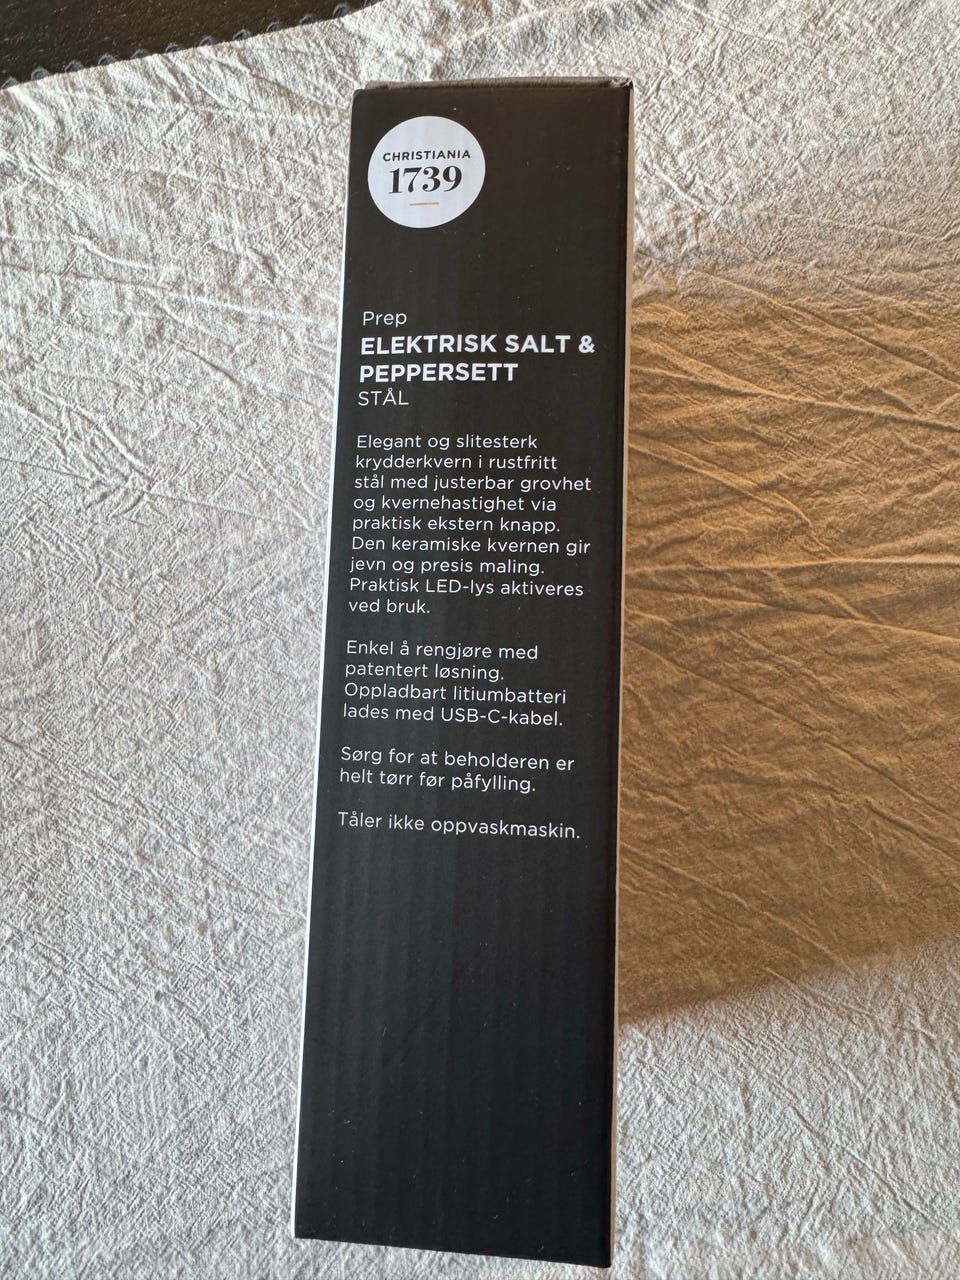 CHRISTIANIA
1739
Prep
ELEKTRISK SALT &
PEPPERSETT
STÅL
Elegant og slitesterk
krydderkvern i rustfritt
stål med justerbar grovhet
og kvernehastighet via
praktisk ekstern knapp.
Den keramiske kvernen gir
jevn og presis maling.
Praktisk LED-lys aktiveres
ved bruk.
Enkel å rengjøre med
patentert løsning.
Oppladbart litiumbatteri
lades med USB-C-kabel.
Sørg for at beholderen er
helt tørr før påfylling.
Tåler ikke oppvaskmaskin.